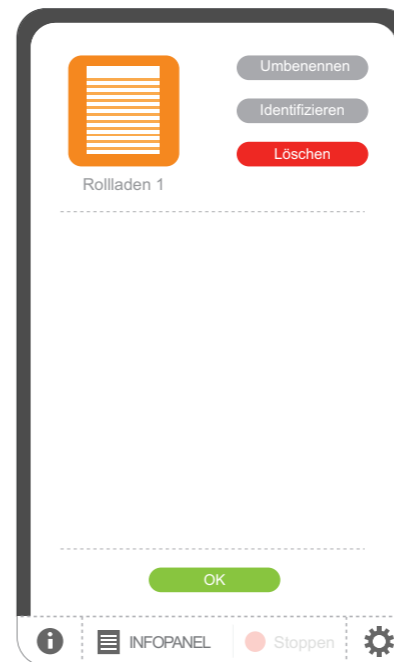 Umbenennen
Identifizieren
Löschen
Rollladen 1
OK
INFOPANEL
Stoppen